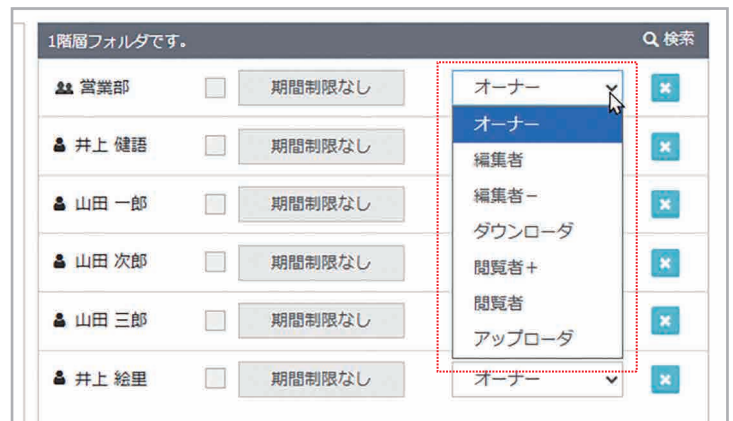 1階層フォルダです。 検索
営業部 期間制限なし オーナー
オーナー
井上 健語 期間制限なし
編集者
編集者－
山田 一郎 期間制限なし
ダウンローダ
山田 次郎 期間制限なし
閲覧者＋
閲覧者
山田 三郎 期間制限なし
アップローダ
井上 絵里 期間制限なし オーナー